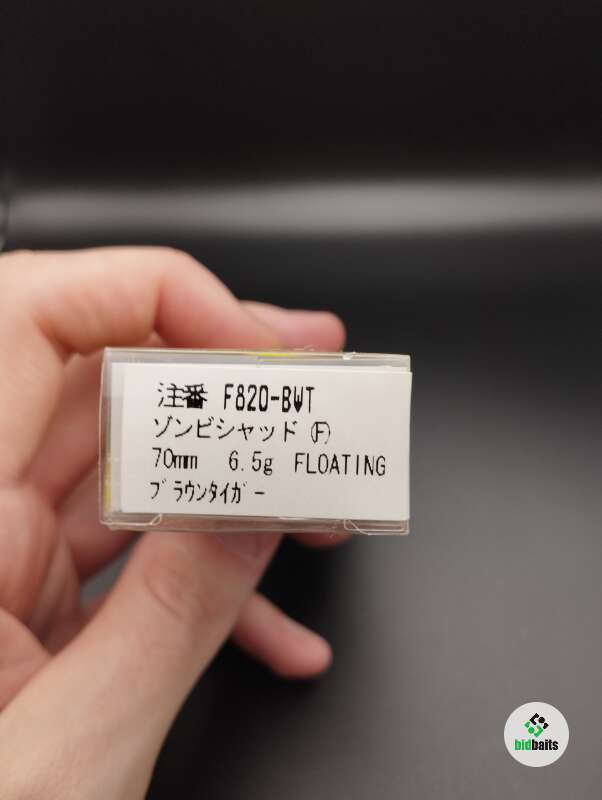 注番 F820-BWT
ゾンビシャッド (F)
70mm 6.5g FLOATING
ブラウンタイガー
bidbaits